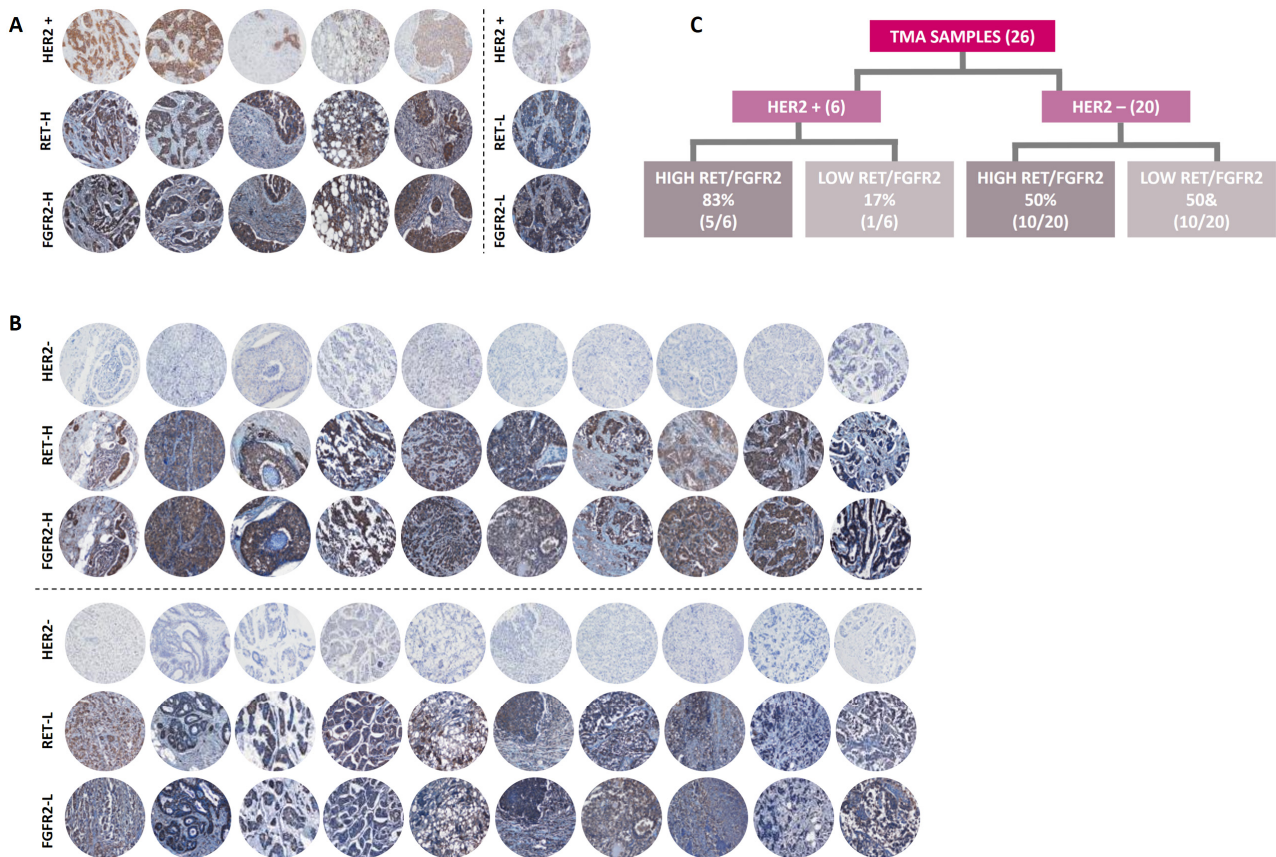 A
HER2 +
RET-H
FGFR2-H
HER2 +
RET-L
FGFR2-L
C
TMA SAMPLES (26)
HER2 + (6)
HER2 – (20)
HIGH RET/FGFR2
83%
(5/6)
LOW RET/FGFR2
17%
(1/6)
HIGH RET/FGFR2
50%
(10/20)
LOW RET/FGFR2
50&
(10/20)
B
HER2-
RET-H
FGFR2-H
HER2-
RET-L
FGFR2-L